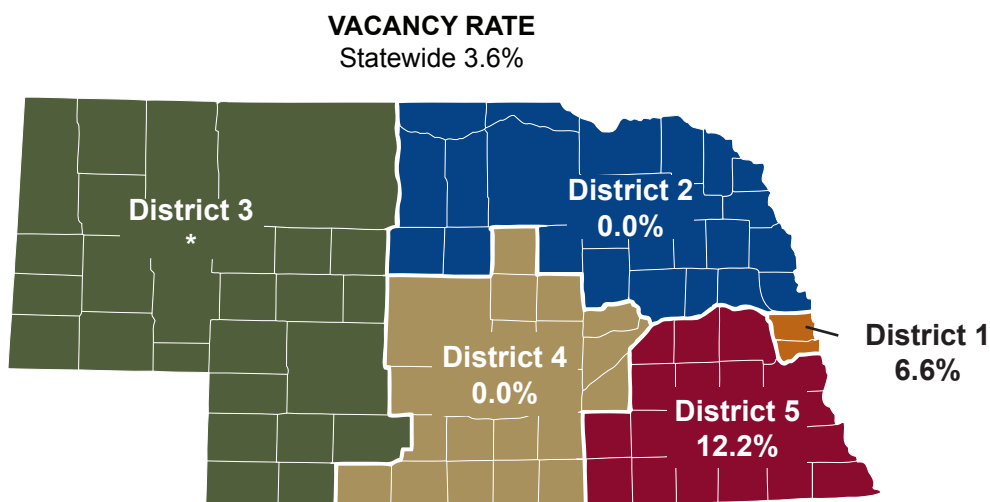 VACANCY RATE
Statewide 3.6%
District 2
0.0%
District 3
*
District 1
6.6%
District 4
0.0%
District 5
12.2%